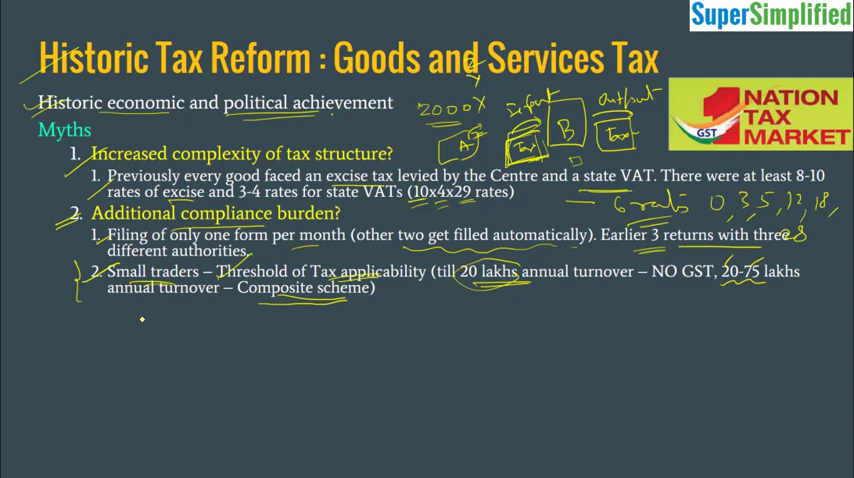 SuperSimplified
Historic Tax Reform : Goods and Services Tax
Historic economic and political achievement
2000 X
Input
output
A
Tax
B
Tax
1 NATION
TAX
MARKET
GST
Myths
1. Increased complexity of tax structure?
1. Previously every good faced an excise tax levied by the Centre and a state VAT. There were at least 8-10
rates of excise and 3-4 rates for state VATs (10x4x29 rates)
— 6 rates 0, 3, 5, 12, 18,
28
2. Additional compliance burden?
1. Filing of only one form per month (other two get filled automatically). Earlier 3 returns with three
different authorities.
2. Small traders – Threshold of Tax applicability (till 20 lakhs annual turnover – NO GST, 20-75 lakhs
annual turnover – Composite scheme)